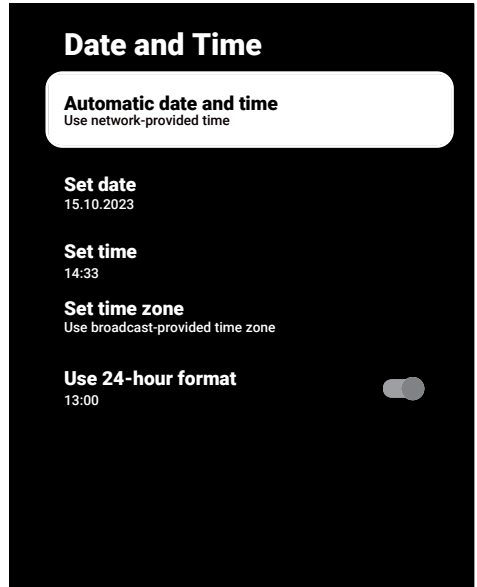 Date and Time
Automatic date and time
Use network-provided time
Set date
15.10.2023
Set time
14:33
Set time zone
Use broadcast-provided time zone
Use 24-hour format
13:00